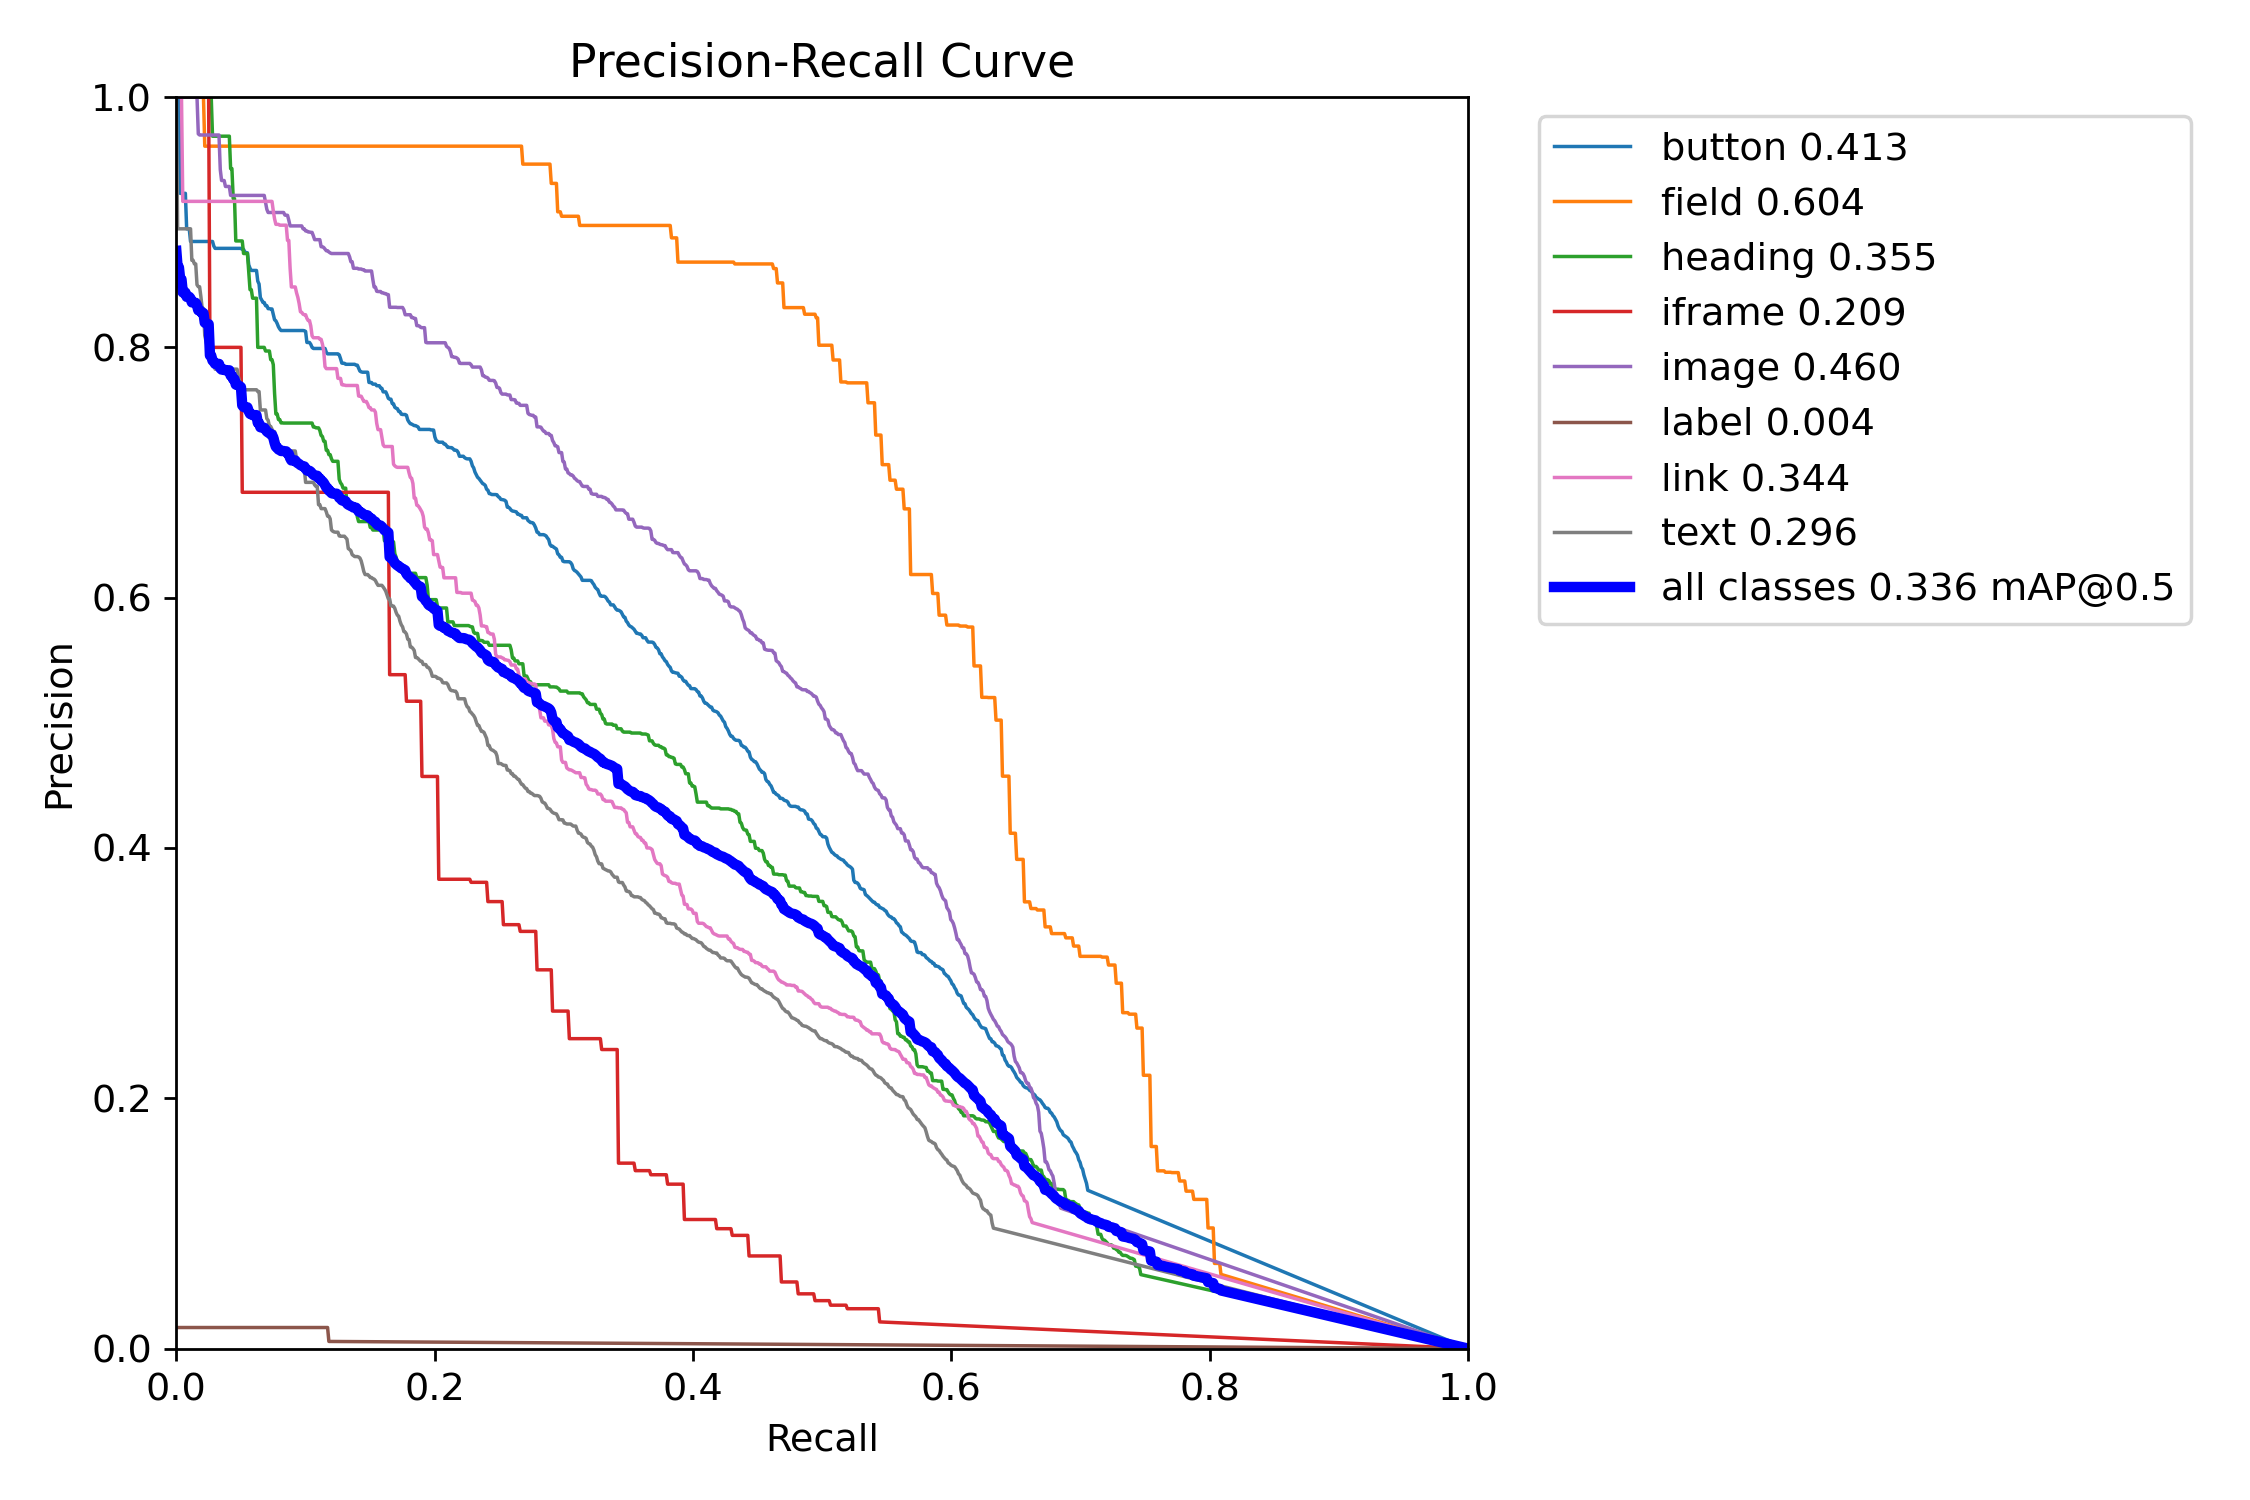 Precision-Recall Curve
1.0
0.8
0.6
0.4
0.2
0.0
Precision
0.0 0.2 0.4 0.6 0.8 1.0
Recall
button 0.413
field 0.604
heading 0.355
iframe 0.209
image 0.460
label 0.004
link 0.344
text 0.296
all classes 0.336 mAP@0.5